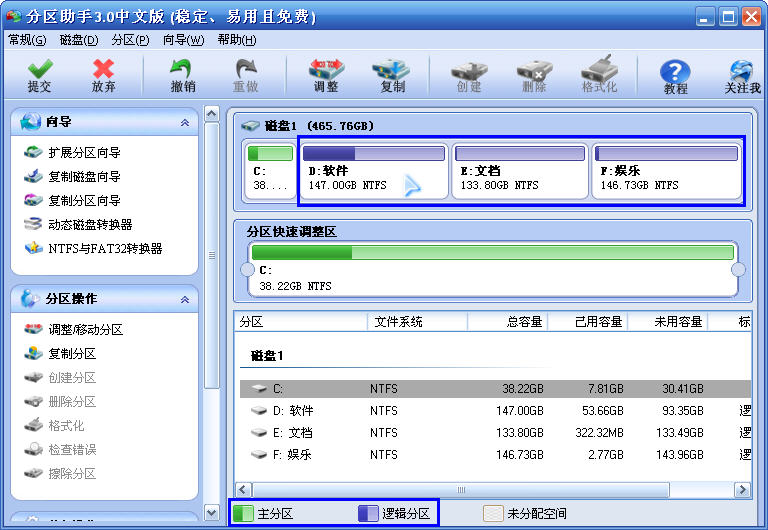 分区助手3.0中文版 (稳定、易用且免费)
常规(G) 磁盘(D) 分区(P) 向导(W) 帮助(H)
提交 放弃 撤销 重做 调整 复制 创建 删除 格式化 教程 关注我
向导
扩展分区向导
复制磁盘向导
复制分区向导
动态磁盘转换器
NTFS与FAT32转换器
分区操作
调整/移动分区
复制分区
创建分区
删除分区
格式化
检查错误
擦除分区
磁盘1 (465.76GB)
C: D:软件 E:文档 F:娱乐
38.... 147.00GB NTFS 133.80GB NTFS 146.73GB NTFS
分区快速调整区
C:
38.22GB NTFS
分区 文件系统 总容量 己用容量 未用容量 标
磁盘1
C: NTFS 38.22GB 7.81GB 30.41GB
D: 软件 NTFS 147.00GB 53.66GB 93.35GB 逻
E: 文档 NTFS 133.80GB 322.32MB 133.49GB 逻
F: 娱乐 NTFS 146.73GB 2.77GB 143.96GB 逻
主分区 逻辑分区 未分配空间